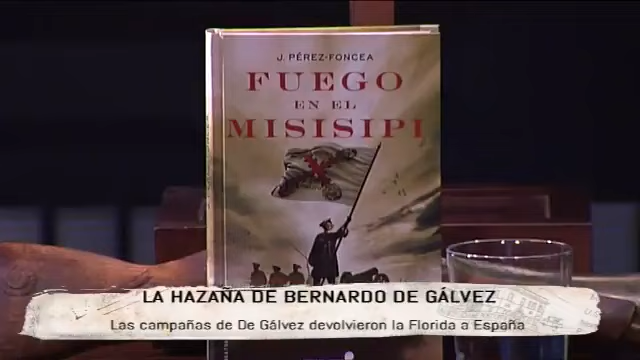 J. PÉREZ-FONCEA
FUEGO
EN EL
MISISIPI
LA HAZAÑA DE BERNARDO DE GÁLVEZ
Las campañas de De Gálvez devolvieron la Florida a España